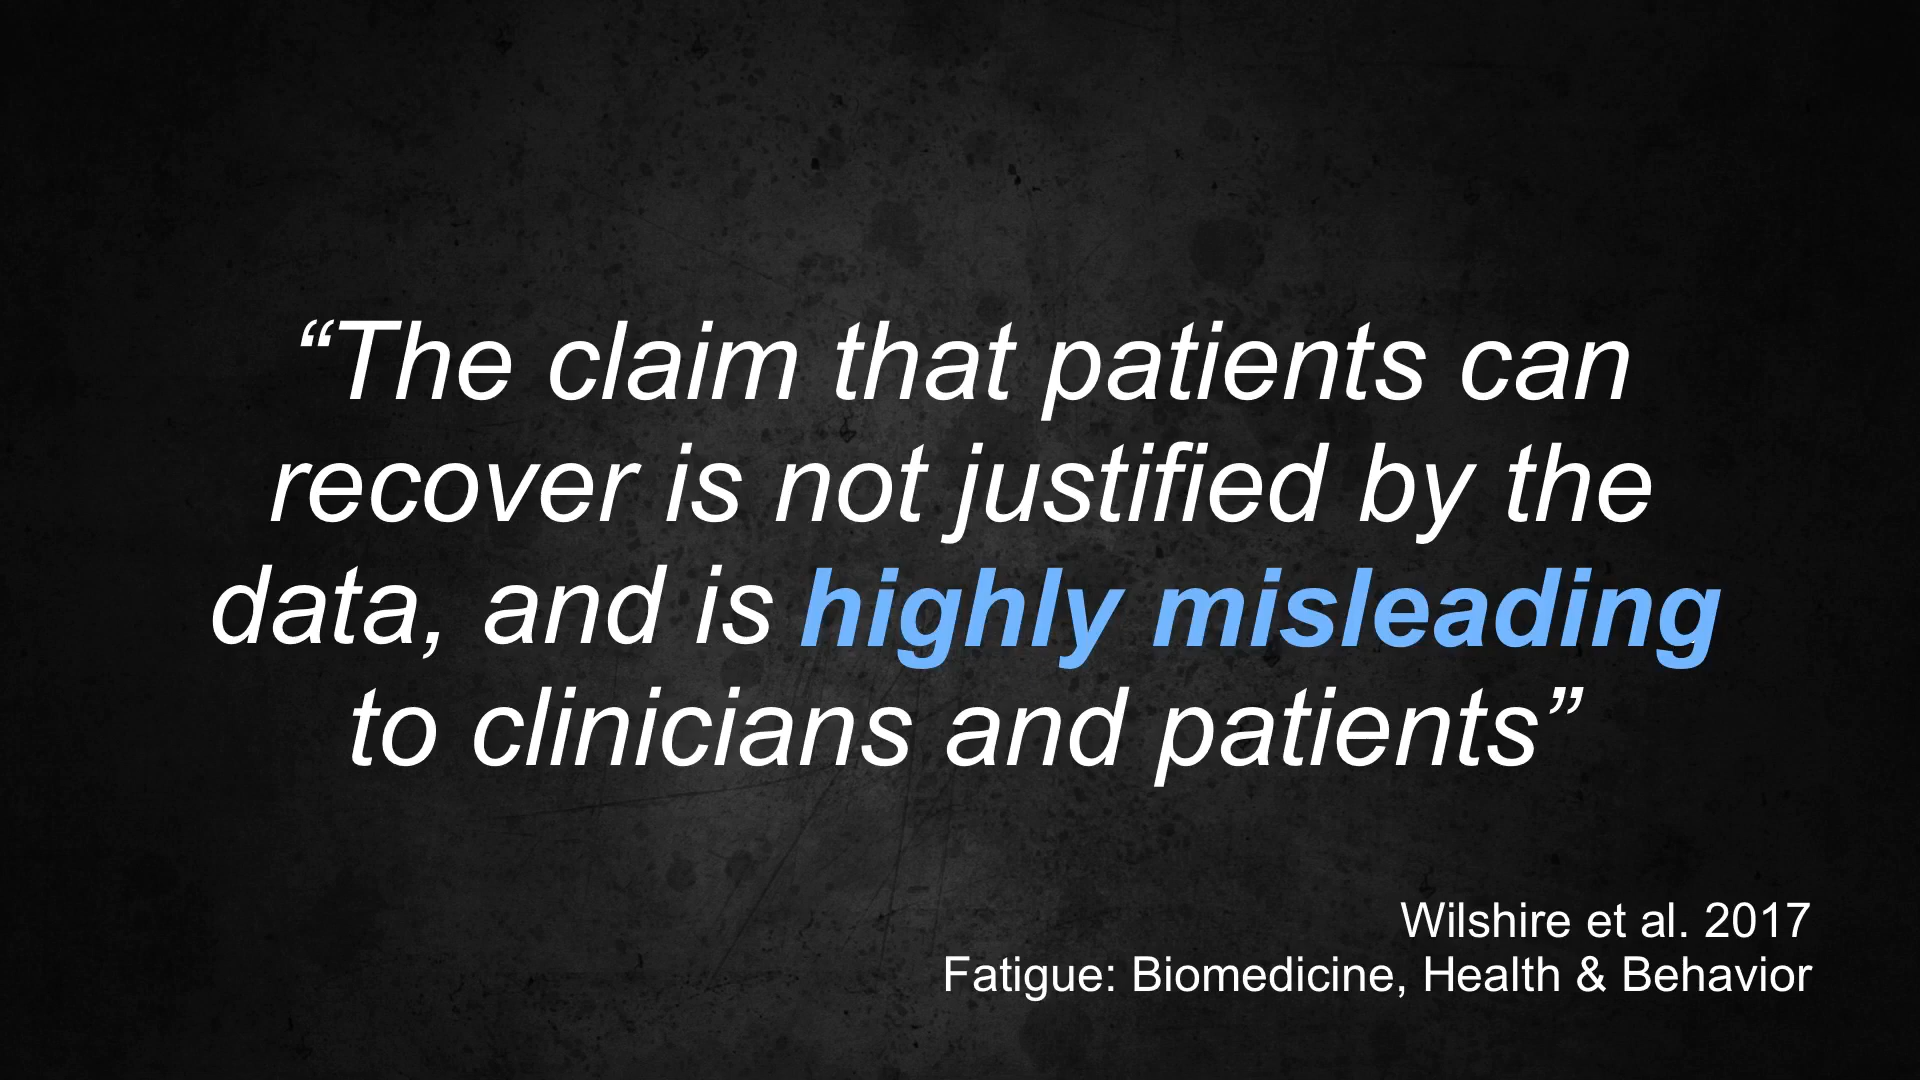 “The claim that patients can
recover is not justified by the
data, and is highly misleading
to clinicians and patients”
Wilshire et al. 2017
Fatigue: Biomedicine, Health & Behavior